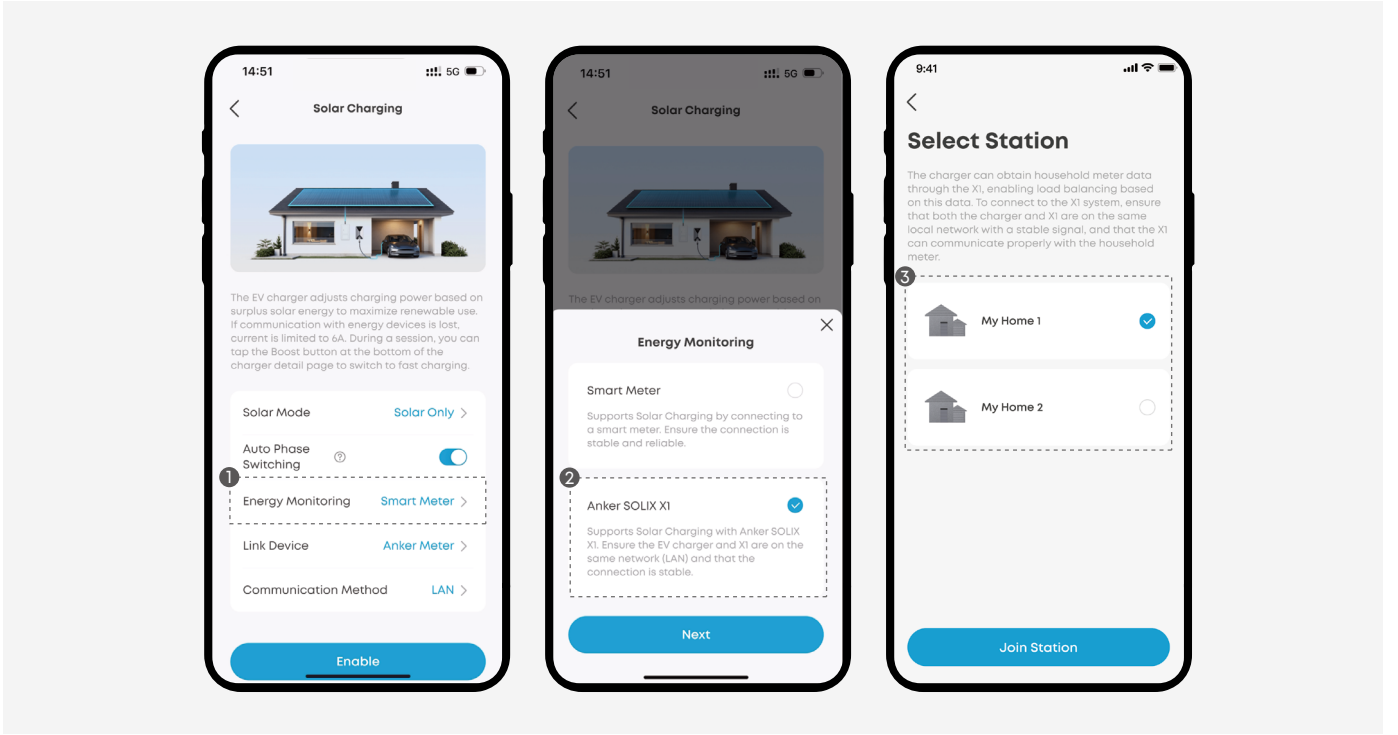 14:51
5G
Solar Charging
The EV charger adjusts charging power based on
surplus solar energy to maximize renewable use.
If communication with energy devices is lost,
current is limited to 6A. During a session, you can
tap the Boost button at the bottom of the
charger detail page to switch to fast charging.
Solar Mode
Solar Only >
Auto Phase
Switching
?
1
Energy Monitoring
Smart Meter >
Link Device
Anker Meter >
Communication Method
LAN >
Enable
14:51
5G
Solar Charging
The EV charger adjusts charging power based on
Energy Monitoring
Smart Meter
Supports Solar Charging by connecting to
a smart meter. Ensure the connection is
stable and reliable.
2
Anker SOLIX X1
Supports Solar Charging with Anker SOLIX
X1. Ensure the EV charger and X1 are on the
same network (LAN) and that the
connection is stable.
Next
9:41
Select Station
The charger can obtain household meter data
through the X1, enabling load balancing based
on this data. To connect to the X1 system, ensure
that both the charger and X1 are on the same
local network with a stable signal, and that the X1
can communicate properly with the household
meter.
3
My Home 1
My Home 2
Join Station